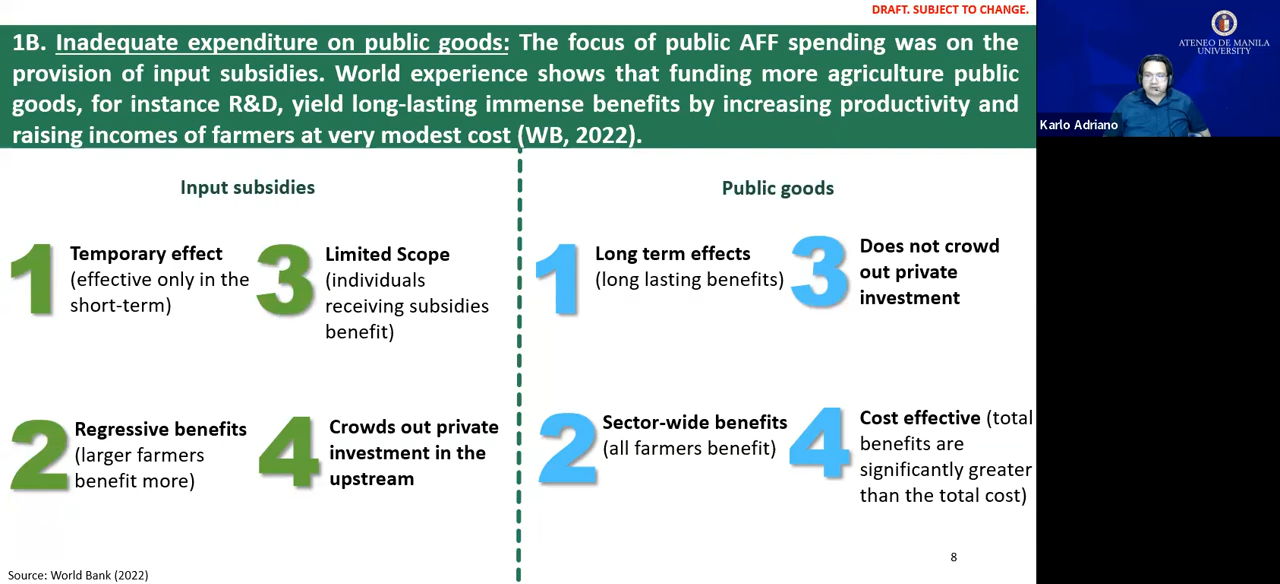 DRAFT. SUBJECT TO CHANGE.
1B. Inadequate expenditure on public goods: The focus of public AFF spending was on the
provision of input subsidies. World experience shows that funding more agriculture public
goods, for instance R&D, yield long-lasting immense benefits by increasing productivity and
raising incomes of farmers at very modest cost (WB, 2022).
Input subsidies
1
Temporary effect
(effective only in the
short-term)
3
Limited Scope
(individuals
receiving subsidies
benefit)
2
Regressive benefits
(larger farmers
benefit more)
4
Crowds out private
investment in the
upstream
Public goods
1
Long term effects
(long lasting benefits)
3
Does not crowd
out private
investment
2
Sector-wide benefits
(all farmers benefit)
4
Cost effective (total
benefits are
significantly greater
than the total cost)
8
Source: World Bank (2022)
ATENEO DE MANILA
UNIVERSITY
Karlo Adriano